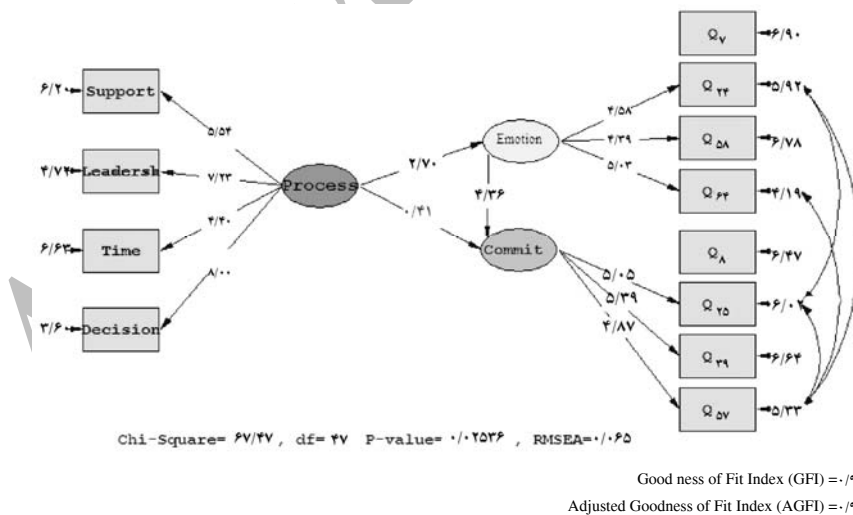 ۶/۲۰ Support
۴/۷۴ Leadersh
۶/۶۳ Time
۳/۶۰ Decision
۵/۵۴
۷/۲۳
۴/۴۰
۸/۰۰
Process
۲/۷۰
۰/۴۱
Emotion
۴/۳۶
Commit
۴/۵۸
۴/۳۹
۵/۰۳
۵/۰۵
۵/۳۹
۴/۸۷
Q۷ ۶/۹۰
Q۲۴ ۵/۹۲
Q۵۸ ۶/۷۸
Q۶۴ ۴/۱۹
Q۸ ۶/۴۷
Q۲۵ ۶/۰۲
Q۳۹ ۶/۶۴
Q۵۷ ۵/۳۳
Chi-Square= ۶۷/۴۷ , df= ۴۷ P-value= ۰/۰۲۵۳۶ , RMSEA=۰/۰۶۵
Good ness of Fit Index (GFI) =۰/
Adjusted Goodness of Fit Index (AGFI) =۰/